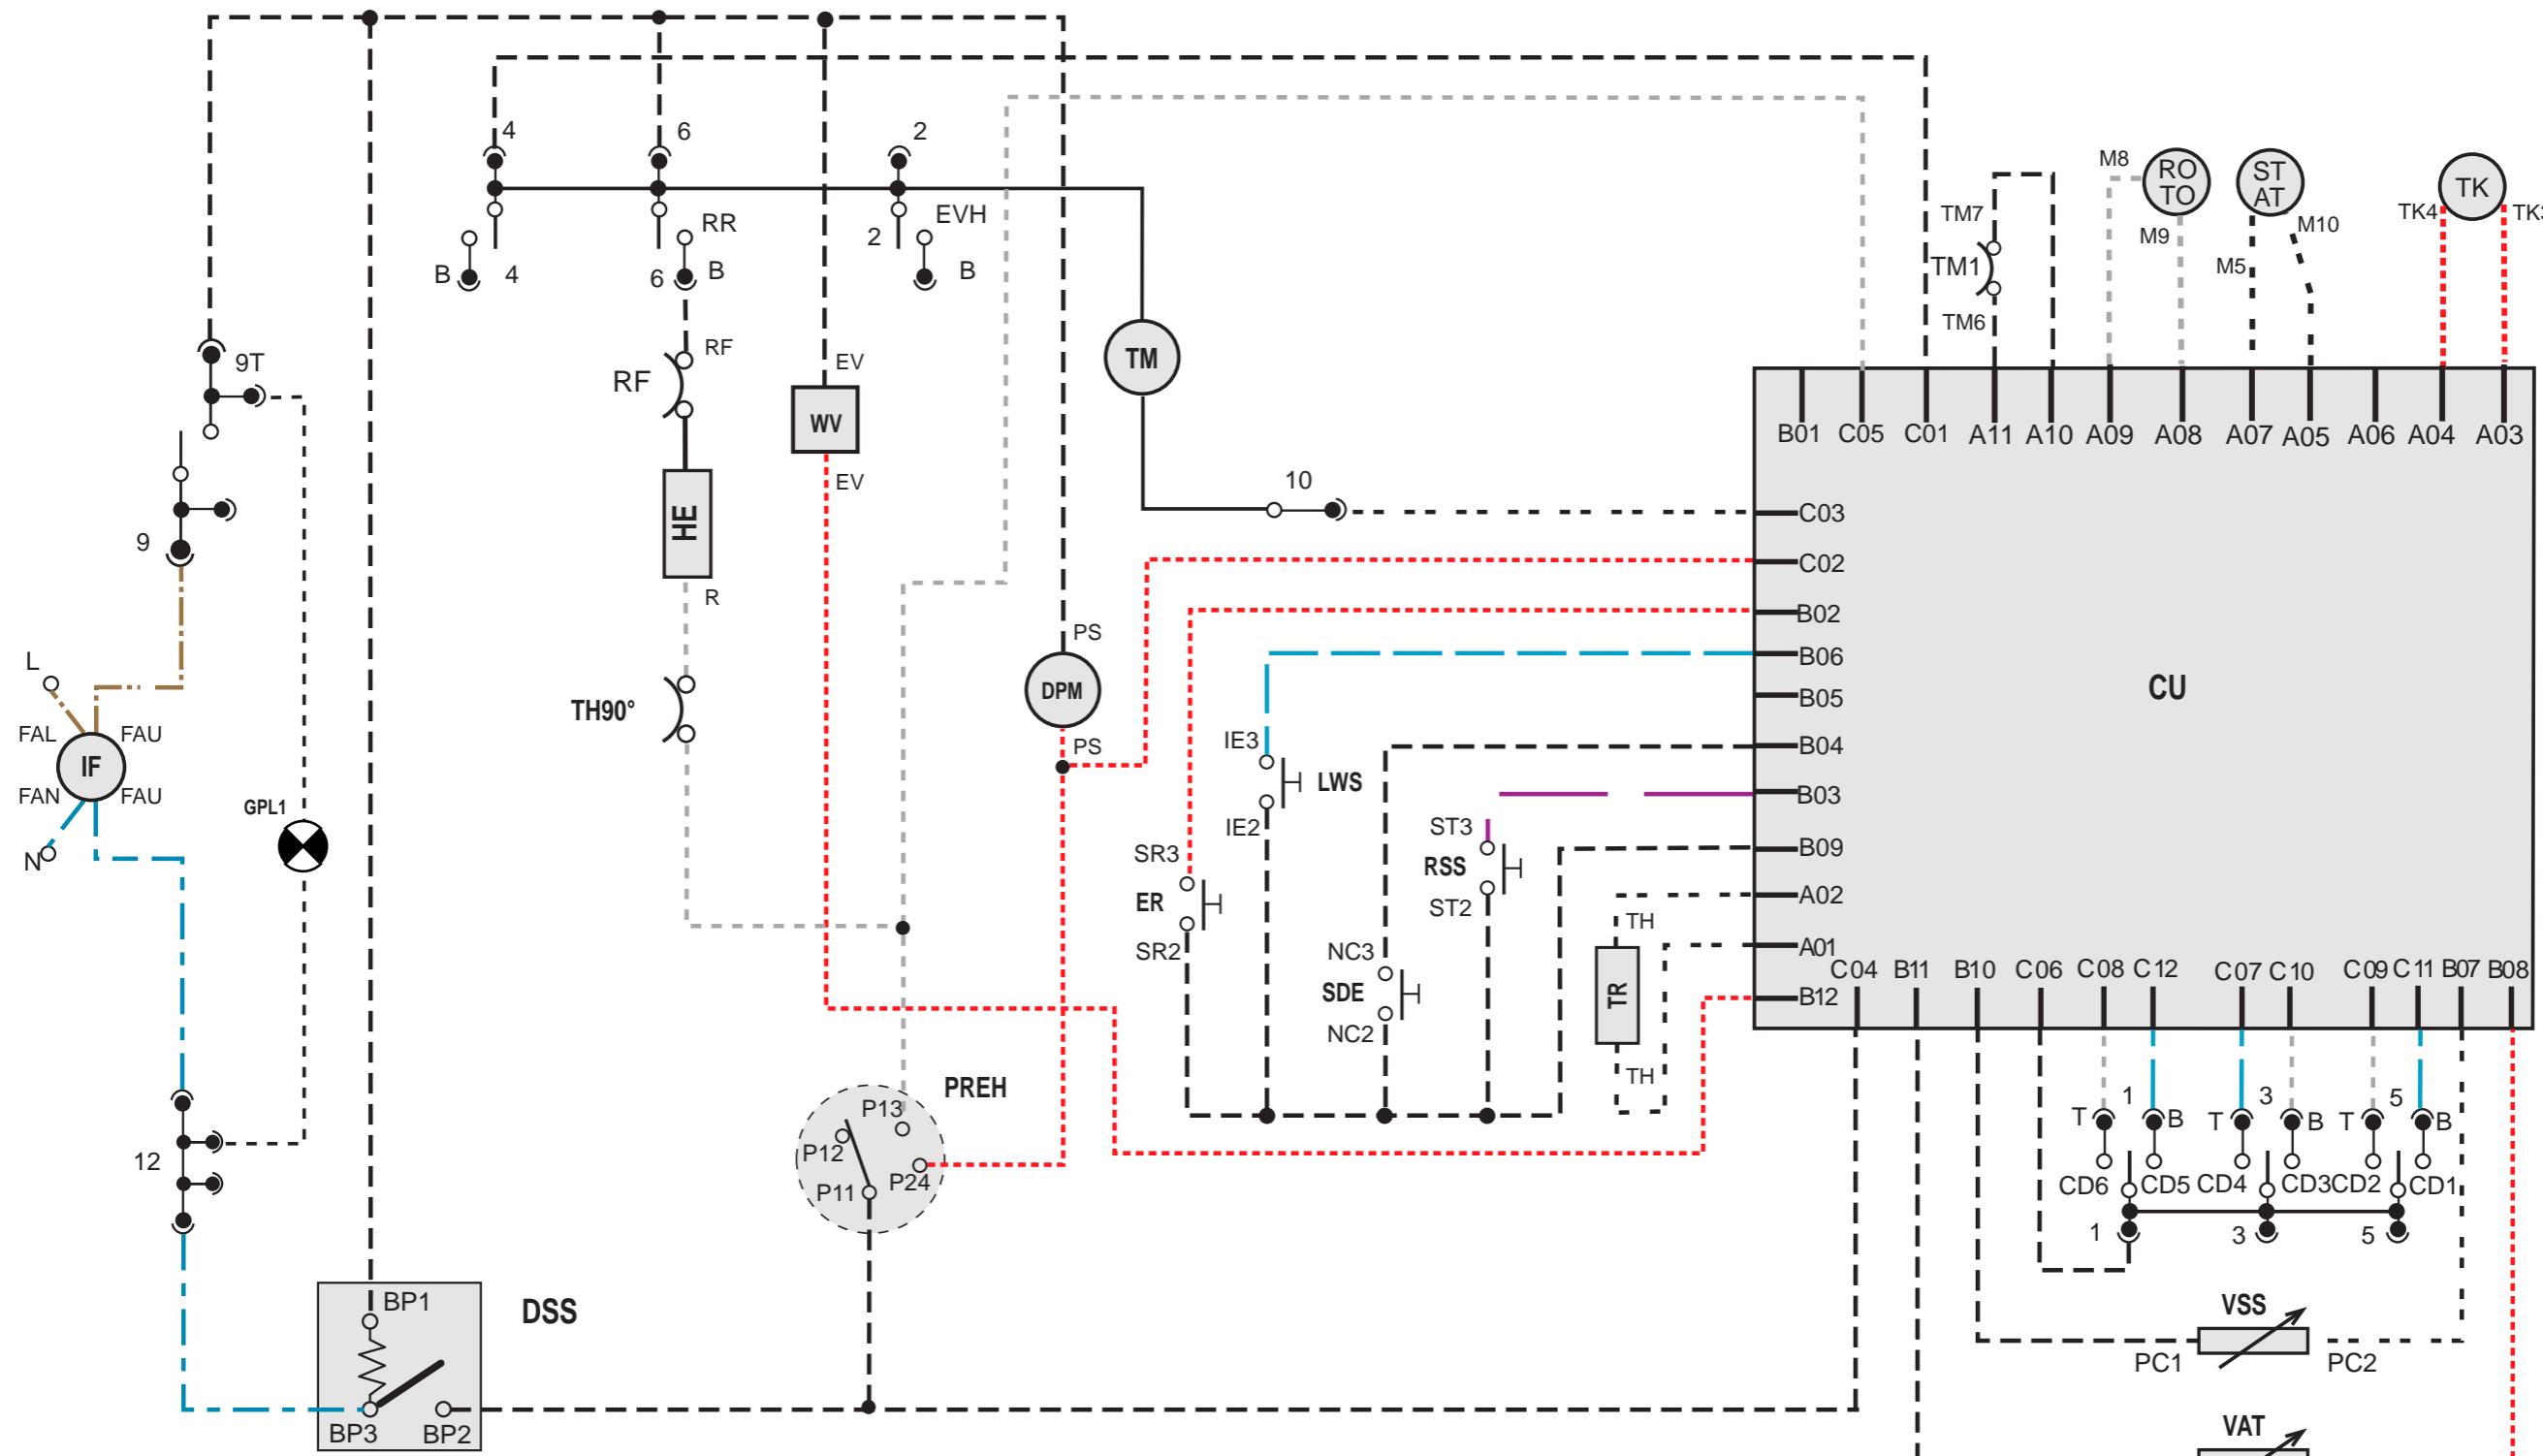 4
6
2
M8
RO
TO
ST
AT
TK
TK4
M10
TM7
M9
M5
TM1
TM6
RR
EVH
2
B
4
6
B
B
9T
RF
RF
EV
WV
EV
TM
10
9
HE
R
B01
C05
C01
A11
A10
A09
A08
A07
A05
A06
A04
A03
C03
C02
B02
B06
B05
B04
B03
B09
A02
A01
B12
CU
L
FAL
FAU
IF
FAN
FAU
N
GPL1
TH90°
PS
DPM
PS
IE3
LWS
IE2
SR3
ER
SR2
ST3
RSS
ST2
NC3
SDE
NC2
TH
TR
TH
C04
B11
B10
C06
C08
C12
C07
C10
C09
C11
B07
B08
PREH
P13
P12
P11
P24
12
T
1
B
T
3
B
T
5
B
CD6
CD5
CD4
CD3
CD2
CD1
1
3
5
VSS
PC1
PC2
VAT
BP1
DSS
BP3
BP2